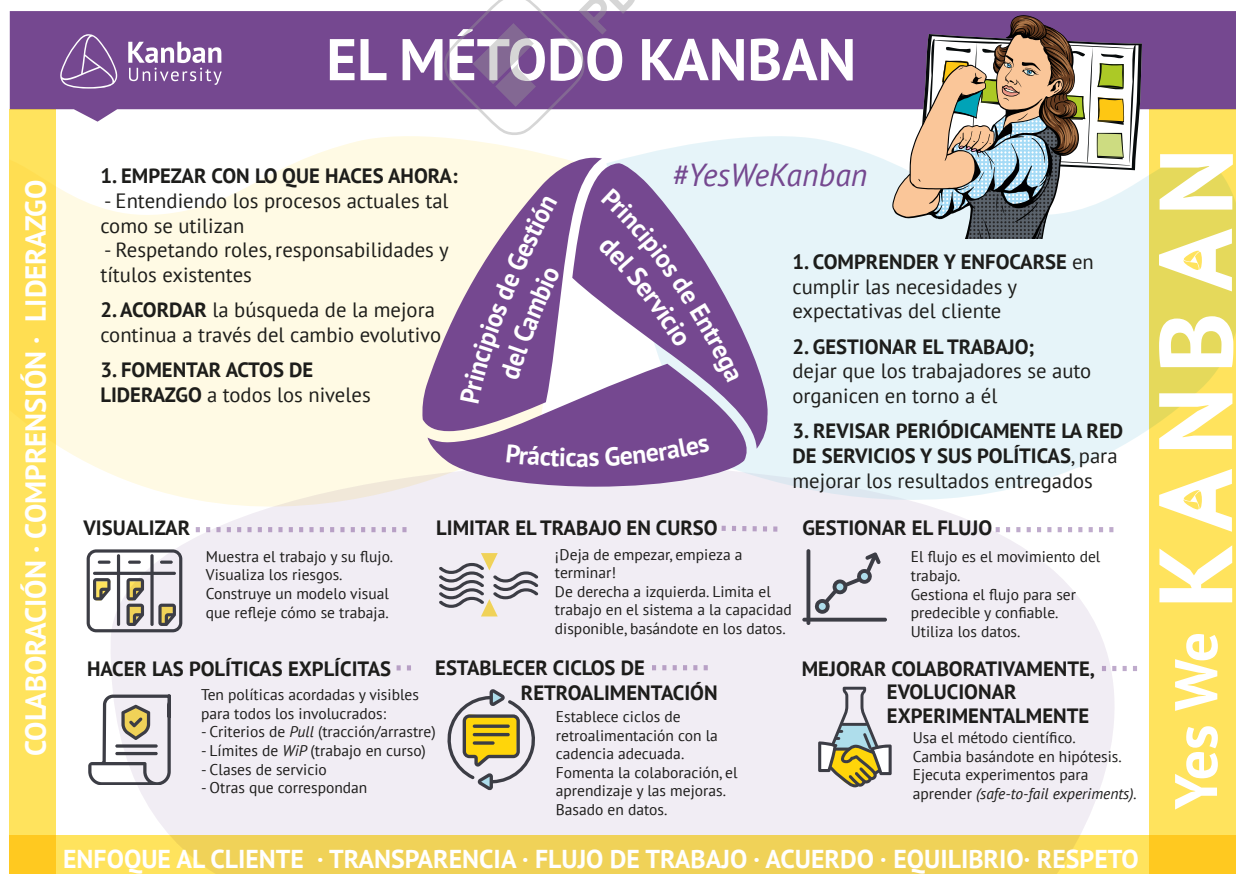 Kanban
University
EL MÉTODO KANBAN
#YesWeKanban
1. EMPEZAR CON LO QUE HACES AHORA:
- Entendiendo los procesos actuales tal
como se utilizan
- Respetando roles, responsabilidades y
títulos existentes
2. ACORDAR la búsqueda de la mejora
continua a través del cambio evolutivo
3. FOMENTAR ACTOS DE
LIDERAZGO a todos los niveles
Principios de Gestión
del Cambio
Principios de Entrega
del Servicio
Prácticas Generales
1. COMPRENDER Y ENFOCARSE en
cumplir las necesidades y
expectativas del cliente
2. GESTIONAR EL TRABAJO;
dejar que los trabajadores se auto
organicen en torno a él
3. REVISAR PERIÓDICAMENTE LA RED
DE SERVICIOS Y SUS POLÍTICAS, para
mejorar los resultados entregados
VISUALIZAR
Muestra el trabajo y su flujo.
Visualiza los riesgos.
Construye un modelo visual
que refleje cómo se trabaja.
LIMITAR EL TRABAJO EN CURSO
¡Deja de empezar, empieza a
terminar!
De derecha a izquierda. Limita el
trabajo en el sistema a la capacidad
disponible, basándote en los datos.
GESTIONAR EL FLUJO
El flujo es el movimiento del
trabajo.
Gestiona el flujo para ser
predecible y confiable.
Utiliza los datos.
HACER LAS POLÍTICAS EXPLÍCITAS
Ten políticas acordadas y visibles
para todos los involucrados:
- Criterios de Pull (tracción/arrastre)
- Límites de WiP (trabajo en curso)
- Clases de servicio
- Otras que correspondan
ESTABLECER CICLOS DE
RETROALIMENTACIÓN
Establece ciclos de
retroalimentación con la
cadencia adecuada.
Fomenta la colaboración, el
aprendizaje y las mejoras.
Basado en datos.
MEJORAR COLABORATIVAMENTE,
EVOLUCIONAR
EXPERIMENTALMENTE
Usa el método científico.
Cambia basándote en hipótesis.
Ejecuta experimentos para
aprender (safe-to-fail experiments).
COLABORACIÓN · COMPRENSIÓN · LIDERAZGO
Yes We KANBAN
ENFOQUE AL CLIENTE · TRANSPARENCIA · FLUJO DE TRABAJO · ACUERDO · EQUILIBRIO· RESPETO